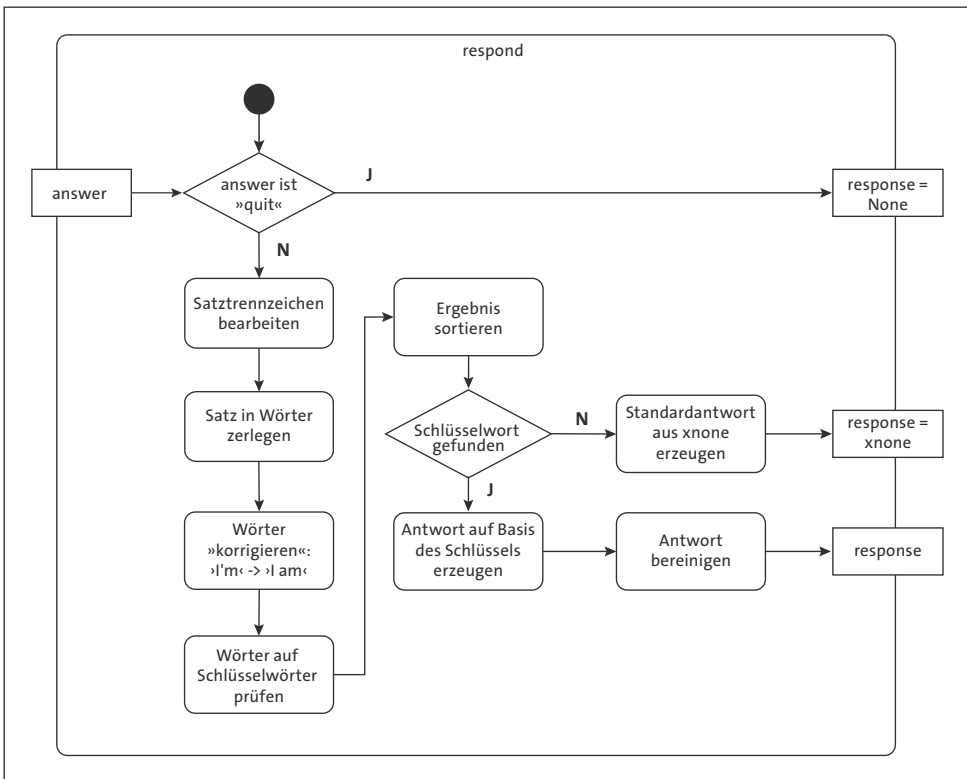 respond
answer
answer ist
»quit«
J
response =
None
N
Satztrennzeichen
bearbeiten
Satz in Wörter
zerlegen
Wörter
»korrigieren«:
›I'm‹ -> ›I am‹
Wörter auf
Schlüsselwörter
prüfen
Ergebnis
sortieren
Schlüsselwort
gefunden
N
Standardantwort
aus xnone
erzeugen
response =
xnone
J
Antwort auf Basis
des Schlüssels
erzeugen
Antwort
bereinigen
response